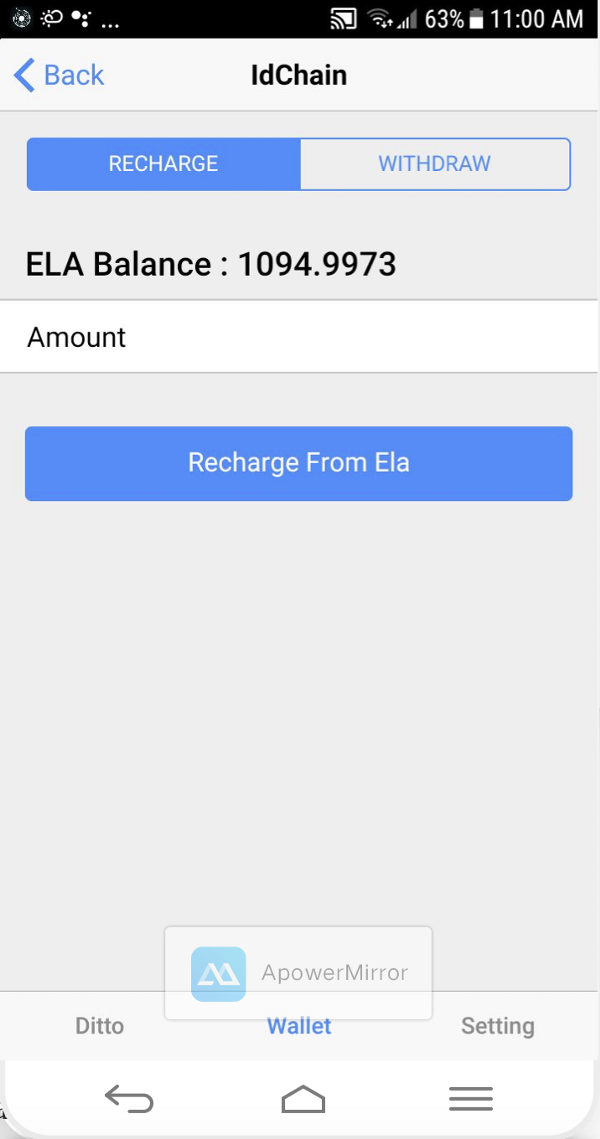 ... 63% 11:00 AM
Back IdChain
RECHARGE WITHDRAW
ELA Balance : 1094.9973
Amount
Recharge From Ela
ApowerMirror
Ditto Wallet Setting